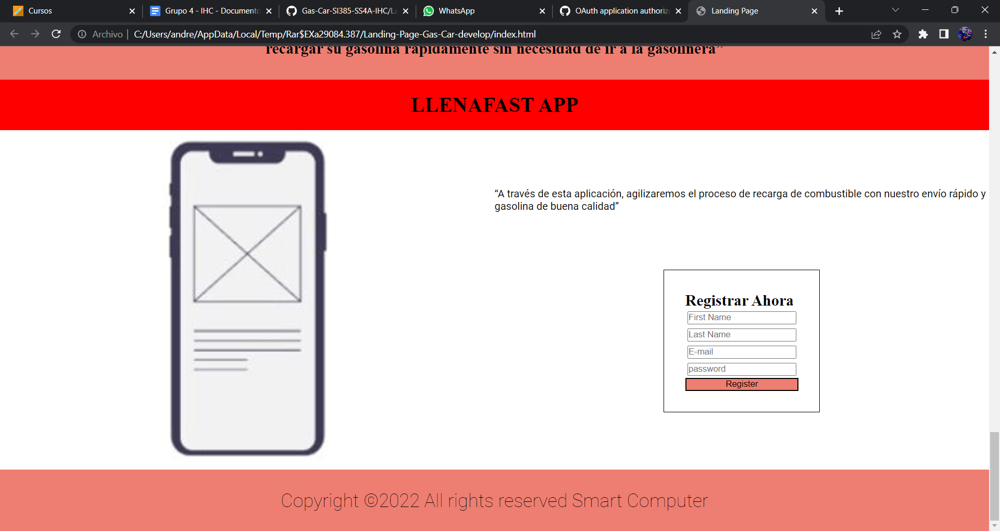 Cursos
Grupo 4 - IHC - Documento
Gas-Car-SI385-SS4A-IHC/La
WhatsApp
OAuth application authorize
Landing Page
Archivo
C:/Users/andre/AppData/Local/Temp/Rar$EXa29084.387/Landing-Page-Gas-Car-develop/index.html
recargar su gasolina rapidamente sin necesidad de ir a la gasolinera”
LLENAFAST APP
“A través de esta aplicación, agilizaremos el proceso de recarga de combustible con nuestro envío rápido y
gasolina de buena calidad”
Registrar Ahora
First Name
Last Name
E-mail
password
Register
Copyright ©2022 All rights reserved Smart Computer